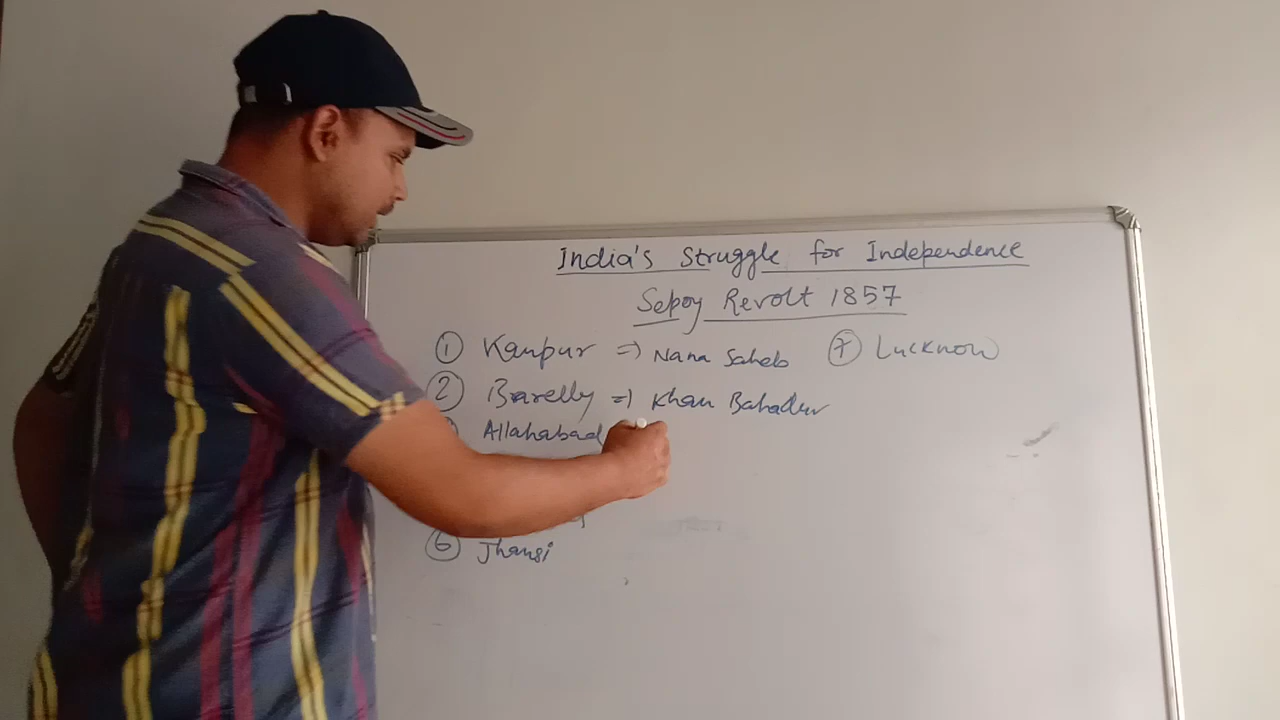 India's Struggle for Independence
Sepoy Revolt 1857
① Kanpur => Nana Saheb ⑦ Lucknow
② Barelly => Khan Bahadur
Allahabad
⑥ Jhansi